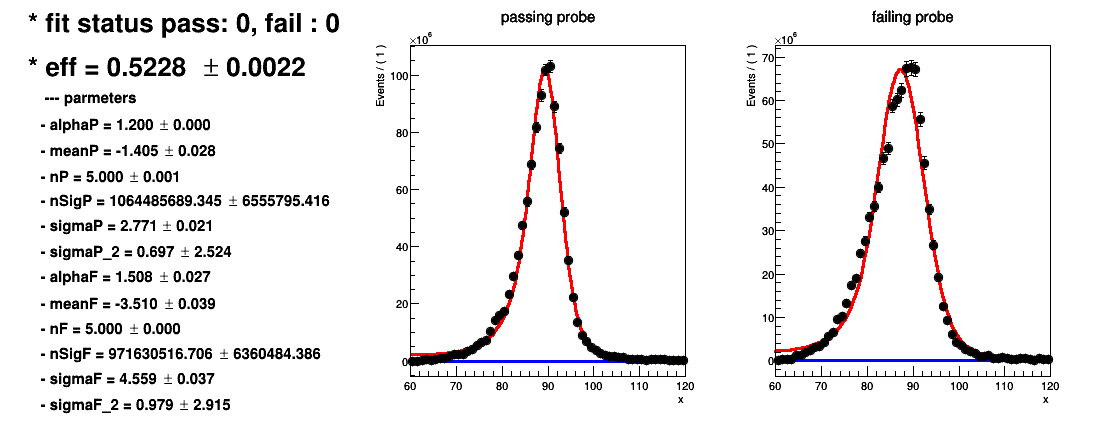 * fit status pass: 0, fail : 0
* eff = 0.5228 ± 0.0022
--- parmeters
- alphaP = 1.200 ± 0.000
- meanP = -1.405 ± 0.028
- nP = 5.000 ± 0.001
- nSigP = 1064485689.345 ± 6555795.416
- sigmaP = 2.771 ± 0.021
- sigmaP_2 = 0.697 ± 2.524
- alphaF = 1.508 ± 0.027
- meanF = -3.510 ± 0.039
- nF = 5.000 ± 0.000
- nSigF = 971630516.706 ± 6360484.386
- sigmaF = 4.559 ± 0.037
- sigmaF_2 = 0.979 ± 2.915
passing probe
×10⁶
Events / ( 1 )
100
80
60
40
20
0
60 70 80 90 100 110 120
x
failing probe
×10⁶
Events / ( 1 )
70
60
50
40
30
20
10
0
60 70 80 90 100 110 120
x